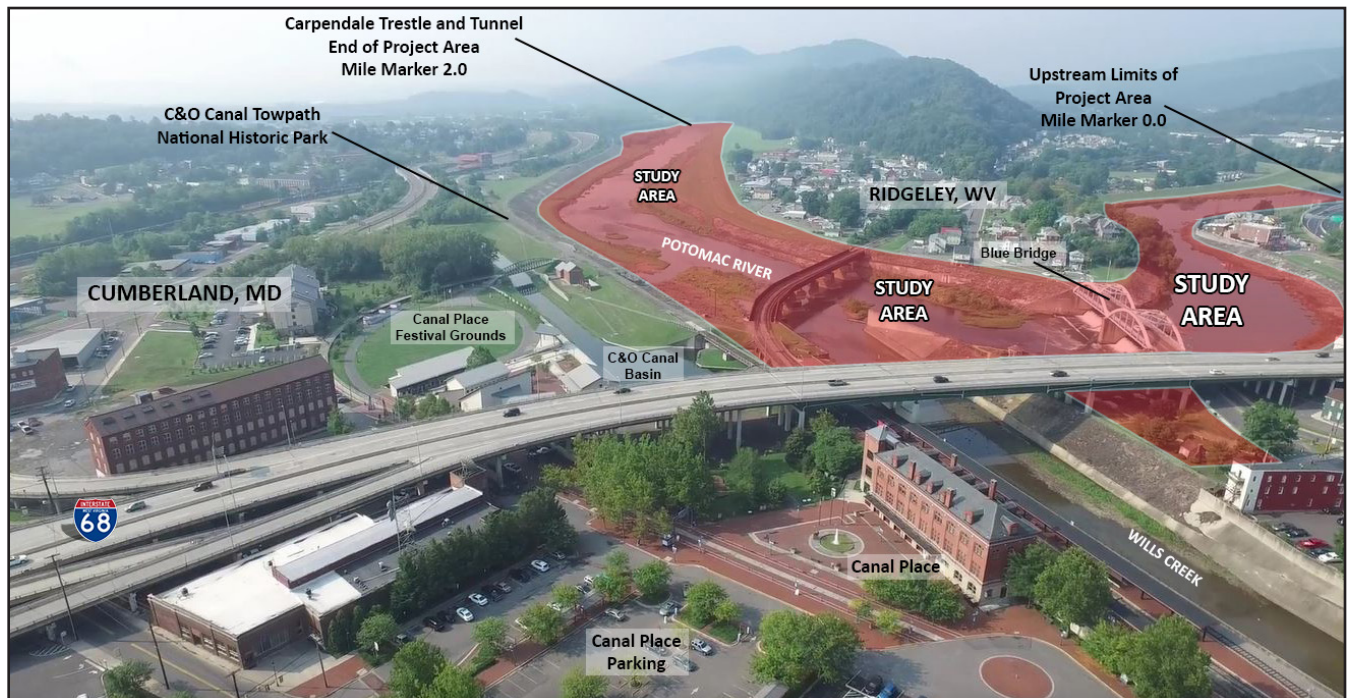 Carpendale Trestle and Tunnel
End of Project Area
Mile Marker 2.0
Upstream Limits of
Project Area
Mile Marker 0.0
C&O Canal Towpath
National Historic Park
STUDY
AREA
RIDGELEY, WV
POTOMAC RIVER
Blue Bridge
CUMBERLAND, MD
STUDY
AREA
STUDY
AREA
Canal Place
Festival Grounds
C&O Canal
Basin
INTERSTATE
68
WILLS CREEK
Canal Place
Canal Place
Parking